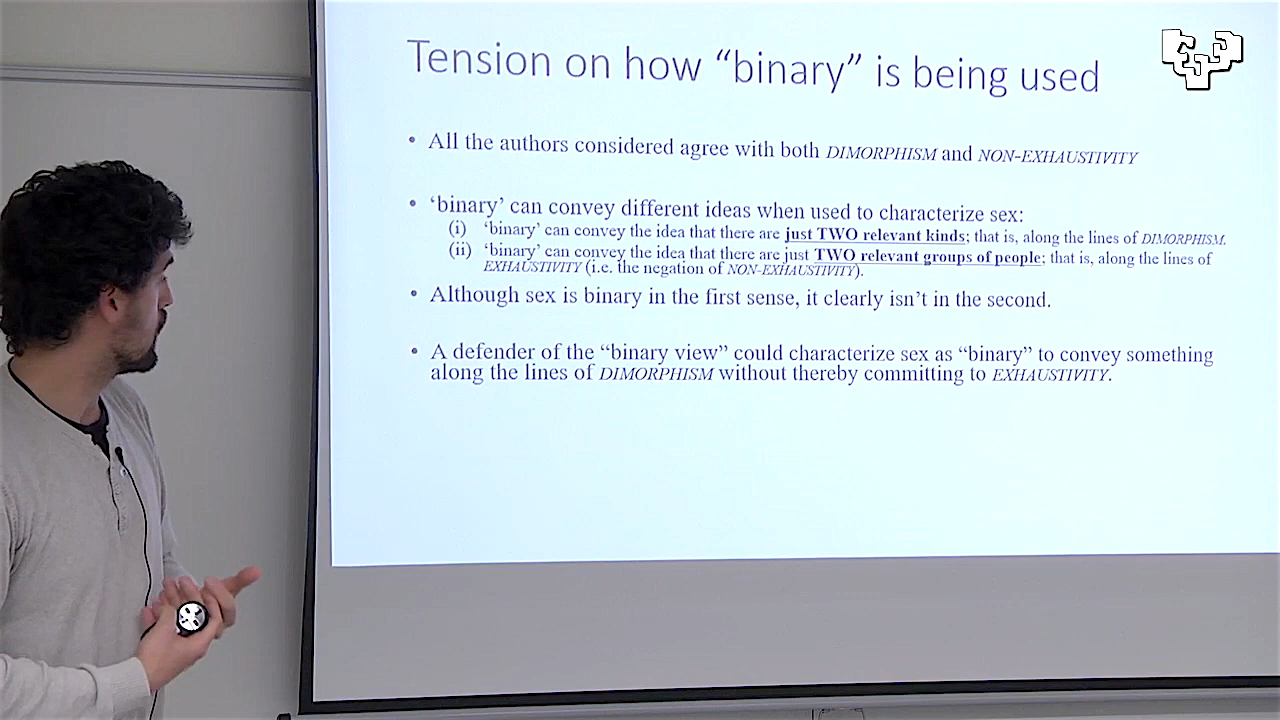 Tension on how “binary” is being used
• All the authors considered agree with both DIMORPHISM and NON-EXHAUSTIVITY
• ‘binary’ can convey different ideas when used to characterize sex:
(i) ‘binary’ can convey the idea that there are just TWO relevant kinds; that is, along the lines of DIMORPHISM.
(ii) ‘binary’ can convey the idea that there are just TWO relevant groups of people; that is, along the lines of
EXHAUSTIVITY (i.e. the negation of NON-EXHAUSTIVITY).
• Although sex is binary in the first sense, it clearly isn’t in the second.
• A defender of the “binary view” could characterize sex as “binary” to convey something
along the lines of DIMORPHISM without thereby committing to EXHAUSTIVITY.